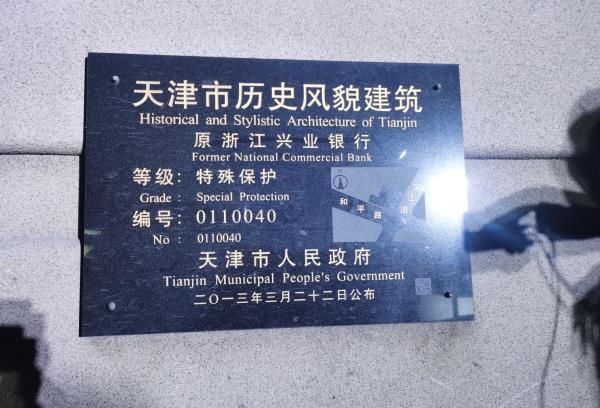 天津市历史风貌建筑
Historical and Stylistic Architecture of Tianjin
原浙江兴业银行
Former National Commercial Bank
等级：特殊保护
Grade : Special Protection
编号：0110040
No : 0110040
和平路
滨江道
天津市人民政府
Tianjin Municipal People's Government
二〇一三年三月二十二日公布